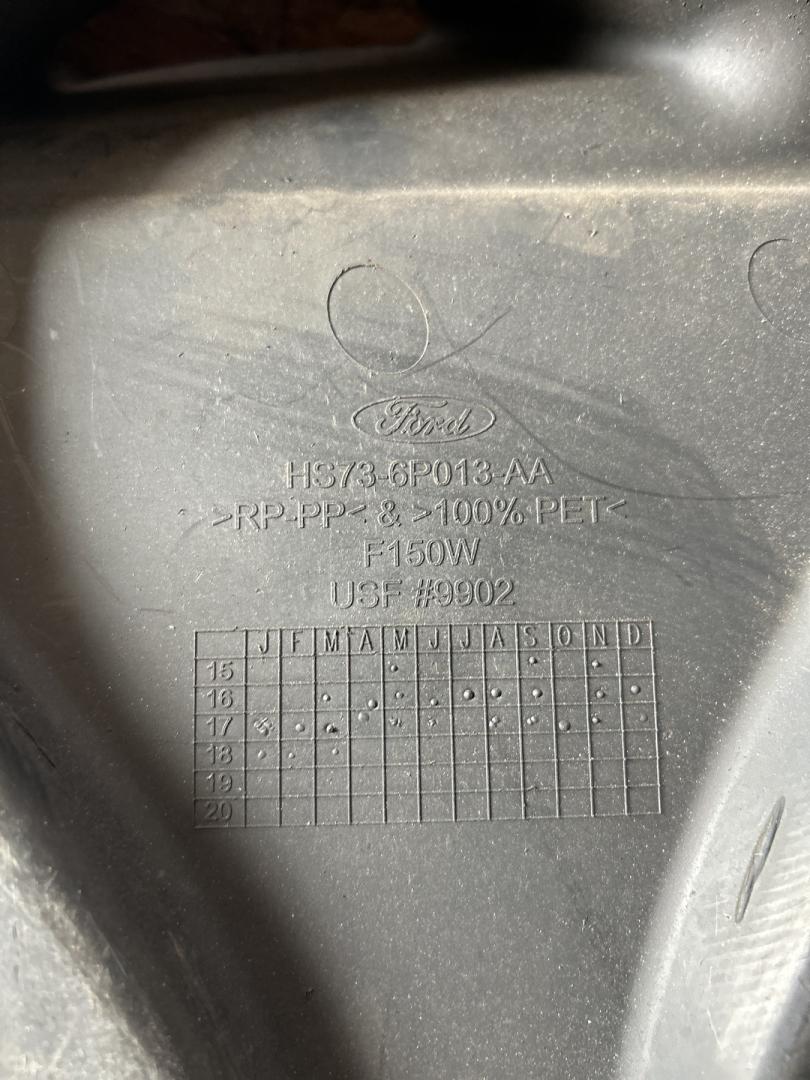 Ford
HS73-6P013-AA
>RP-PP< & >100% PET<
F150W
USF #9902
J F M A M J J A S O N D
15
16
17
18
19
20